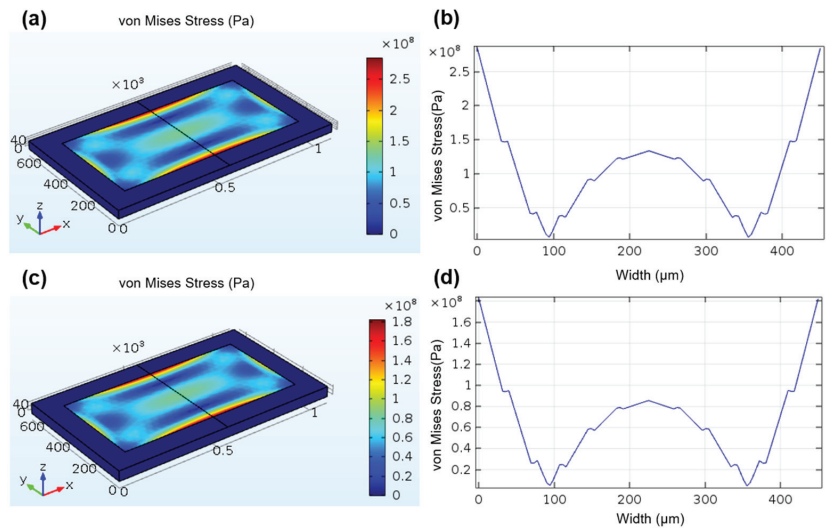 (a)
von Mises Stress (Pa)
×10⁸
2.5
2
1.5
1
0.5
0
×10³
40
0
600
400
200
0 0
0.5
1
z
y
x
(b)
×10⁸
2.5
2
1.5
1
0.5
von Mises Stress(Pa)
0 100 200 300 400
Width (μm)
(c)
von Mises Stress (Pa)
×10⁸
1.8
1.6
1.4
1.2
1
0.8
0.6
0.4
0.2
0
×10³
40
0
600
400
200
0 0
0.5
1
z
y
x
(d)
×10⁸
1.6
1.4
1.2
1
0.8
0.6
0.4
0.2
von Mises Stress(Pa)
0 100 200 300 400
Width (μm)